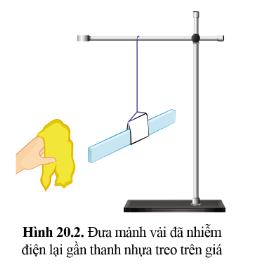 Hình 20.2. Đưa mảnh vải đã nhiễm
điện lại gần thanh nhựa treo trên giá